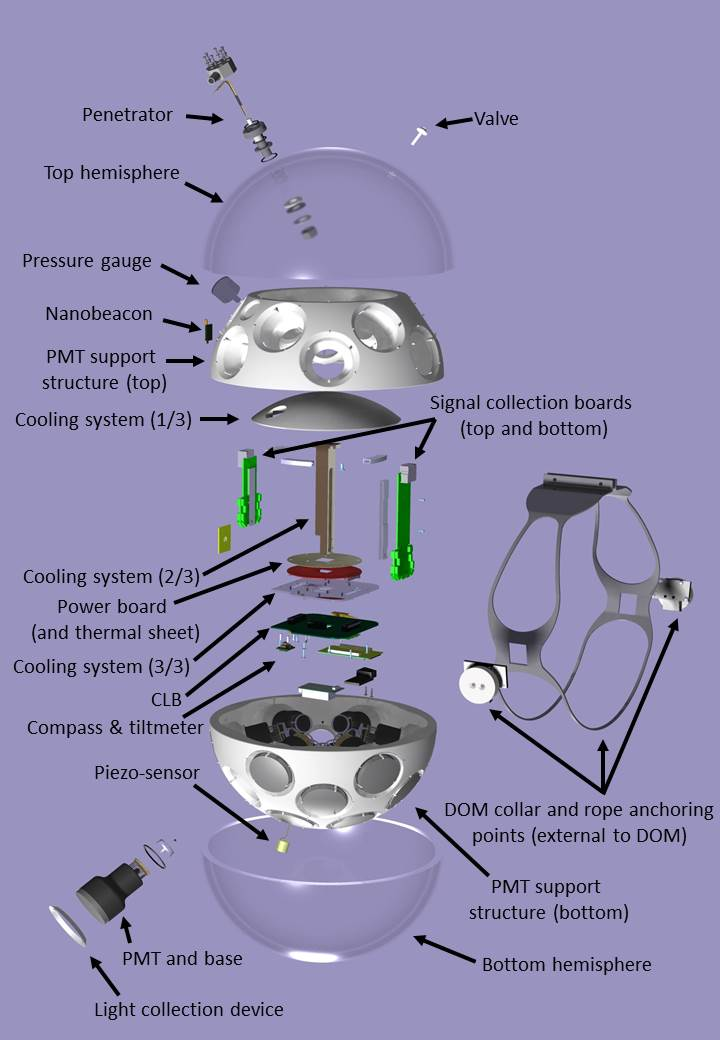 Penetrator
Valve
Top hemisphere
Pressure gauge
Nanobeacon
PMT support
structure (top)
Cooling system (1/3)
Signal collection boards
(top and bottom)
Cooling system (2/3)
Power board
(and thermal sheet)
Cooling system (3/3)
CLB
Compass & tiltmeter
Piezo-sensor
DOM collar and rope anchoring
points (external to DOM)
PMT support
structure (bottom)
PMT and base
Bottom hemisphere
Light collection device